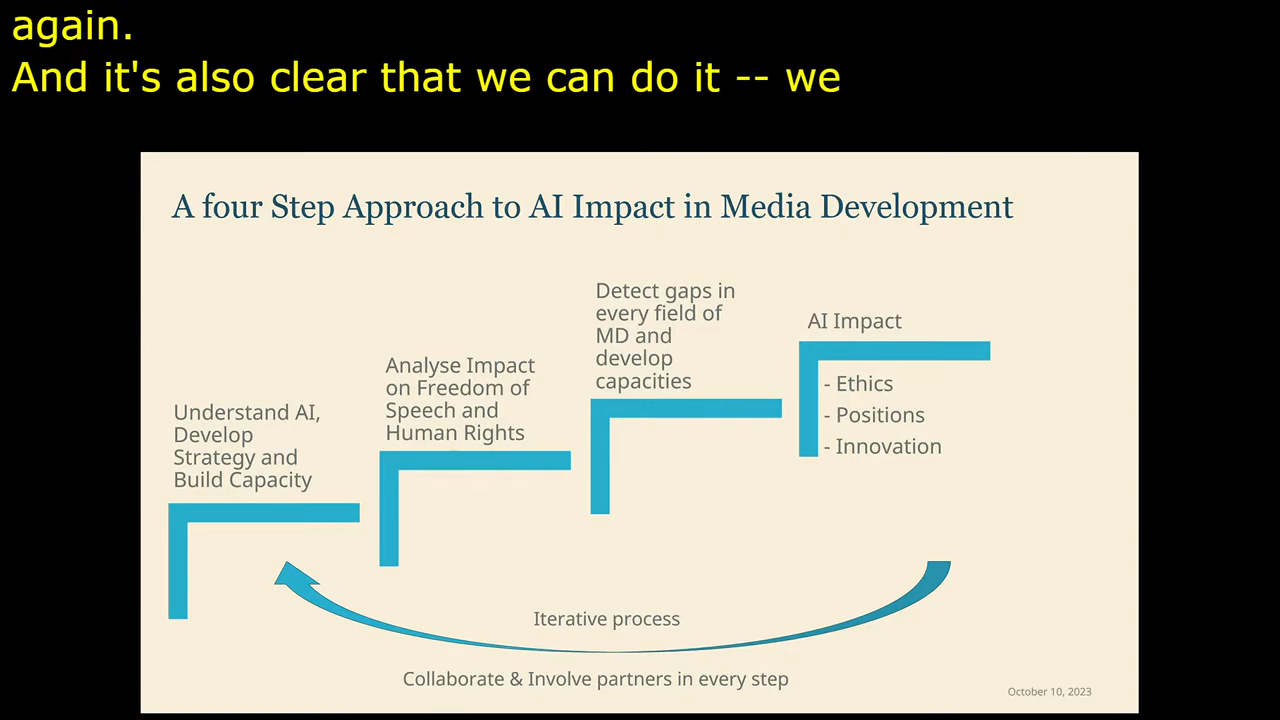 again.
And it's also clear that we can do it -- we
A four Step Approach to AI Impact in Media Development
Understand AI,
Develop
Strategy and
Build Capacity
Analyse Impact
on Freedom of
Speech and
Human Rights
Detect gaps in
every field of
MD and
develop
capacities
AI Impact
- Ethics
- Positions
- Innovation
Iterative process
Collaborate & Involve partners in every step
October 10, 2023